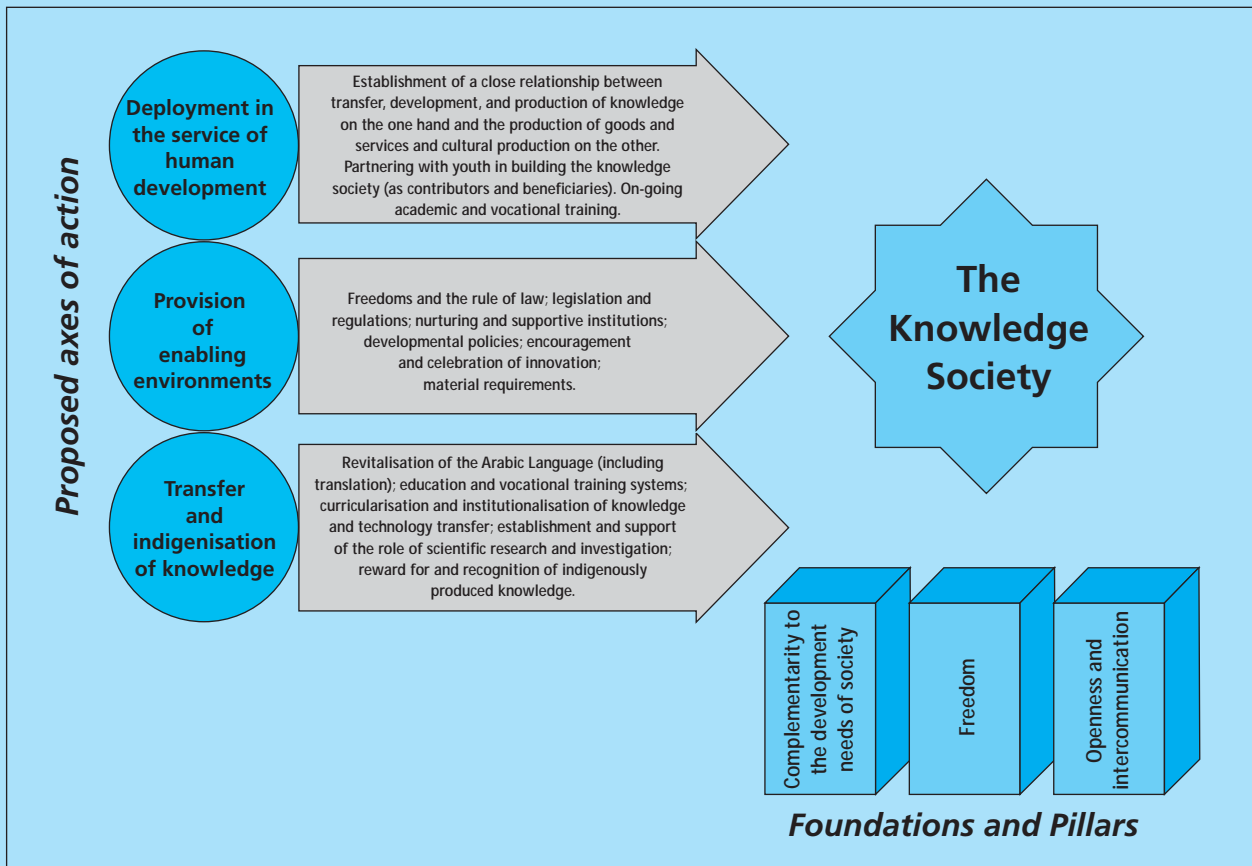 Proposed axes of action
Deployment in
the service of
human
development
Establishment of a close relationship between
transfer, development, and production of knowledge
on the one hand and the production of goods and
services and cultural production on the other.
Partnering with youth in building the knowledge
society (as contributors and beneficiaries). On-going
academic and vocational training.
Provision
of
enabling
environments
Freedoms and the rule of law; legislation and
regulations; nurturing and supportive institutions;
developmental policies; encouragement
and celebration of innovation;
material requirements.
Transfer
and
indigenisation
of knowledge
Revitalisation of the Arabic Language (including
translation); education and vocational training systems;
curricularisation and institutionalisation of knowledge
and technology transfer; establishment and support
of the role of scientific research and investigation;
reward for and recognition of indigenously
produced knowledge.
The
Knowledge
Society
Complementarity to
the development
needs of society
Freedom
Openness and
intercommunication
Foundations and Pillars